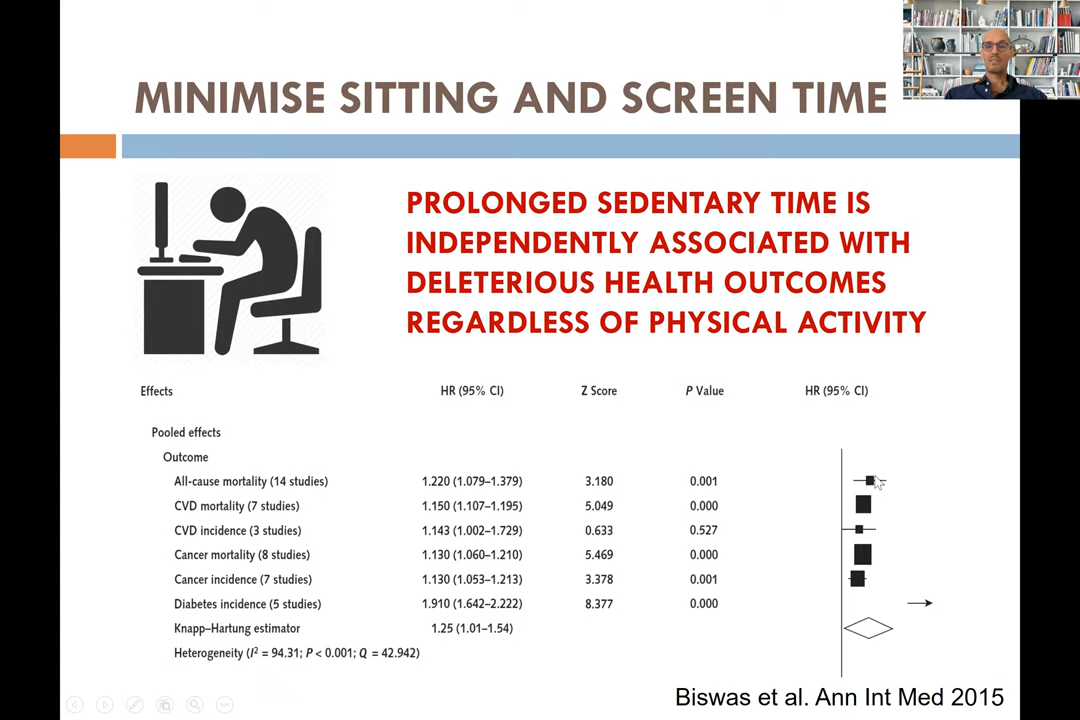 MINIMISE SITTING AND SCREEN TIME
PROLONGED SEDENTARY TIME IS
INDEPENDENTLY ASSOCIATED WITH
DELETERIOUS HEALTH OUTCOMES
REGARDLESS OF PHYSICAL ACTIVITY
Effects HR (95% CI) Z Score P Value HR (95% CI)
Pooled effects
Outcome
All-cause mortality (14 studies) 1.220 (1.079–1.379) 3.180 0.001
CVD mortality (7 studies) 1.150 (1.107–1.195) 5.049 0.000
CVD incidence (3 studies) 1.143 (1.002–1.729) 0.633 0.527
Cancer mortality (8 studies) 1.130 (1.060–1.210) 5.469 0.000
Cancer incidence (7 studies) 1.130 (1.053–1.213) 3.378 0.001
Diabetes incidence (5 studies) 1.910 (1.642–2.222) 8.377 0.000
Knapp–Hartung estimator 1.25 (1.01–1.54)
Heterogeneity (I² = 94.31; P < 0.001; Q = 42.942)
Biswas et al. Ann Int Med 2015